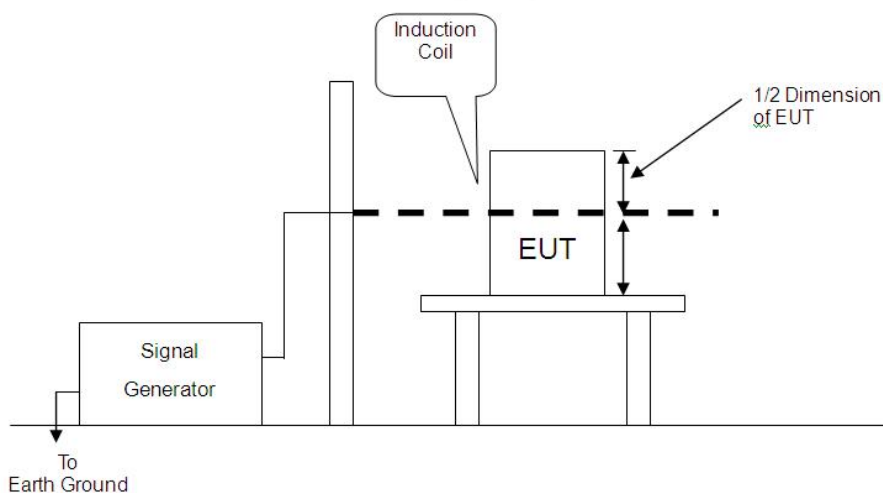 Induction
Coil
1/2 Dimension
of EUT
EUT
Signal
Generator
To
Earth Ground